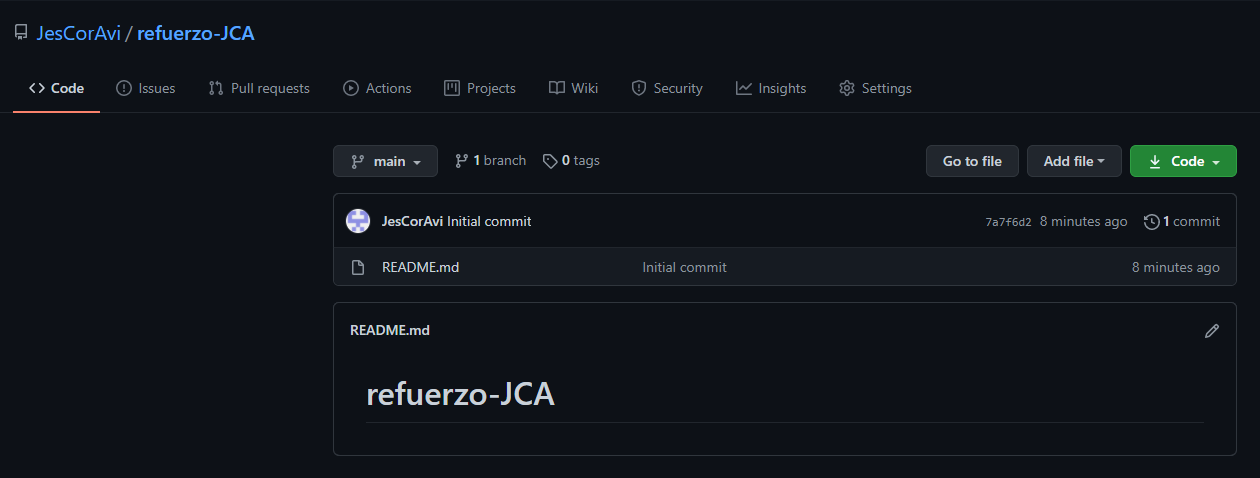 JesCorAvi / refuerzo-JCA
Code Issues Pull requests Actions Projects Wiki Security Insights Settings
main 1 branch 0 tags Go to file Add file Code
JesCorAvi Initial commit 7a7f6d2 8 minutes ago 1 commit
README.md Initial commit 8 minutes ago
README.md
refuerzo-JCA